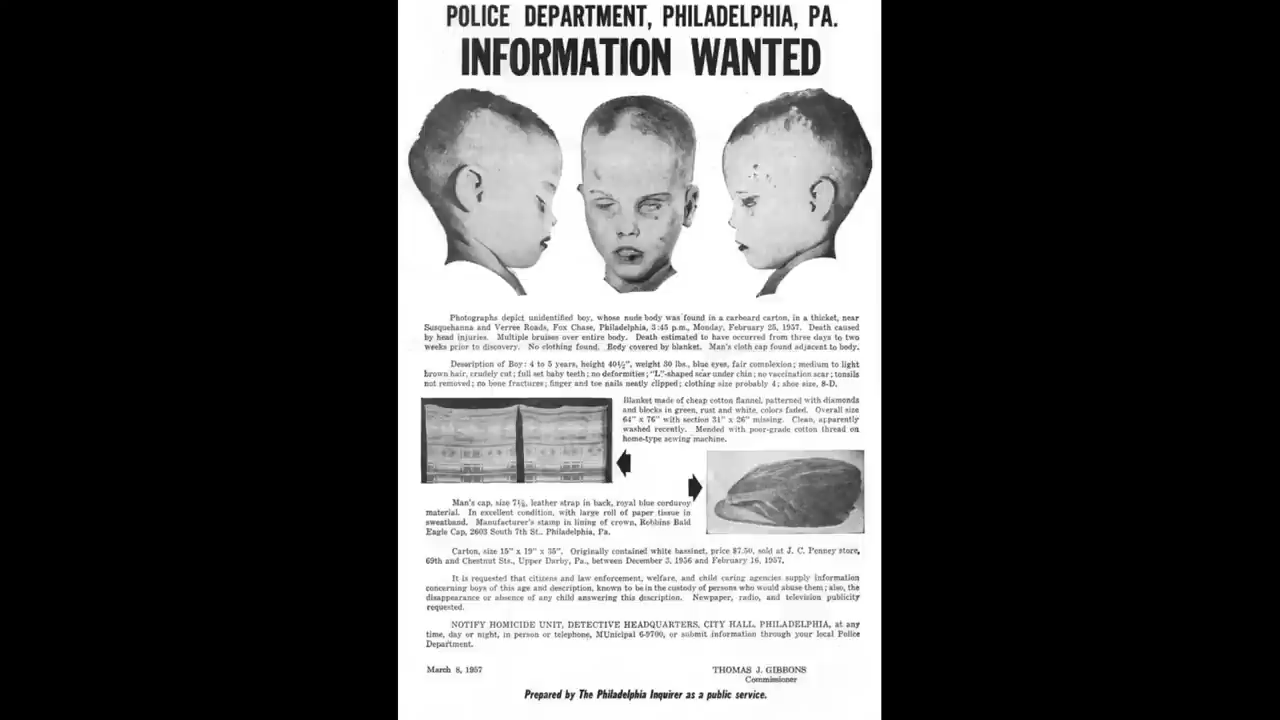 POLICE DEPARTMENT, PHILADELPHIA, PA.
INFORMATION WANTED
Photographs depict unidentified boy, whose nude body was found in a carboard carton, in a thicket, near
Susquehanna and Verree Roads, Fox Chase, Philadelphia, 3:45 p.m., Monday, February 25, 1957. Death caused
by head injuries. Multiple bruises over entire body. Death estimated to have occurred from three days to two
weeks prior to discovery. No clothing found. Body covered by blanket. Man's cloth cap found adjacent to body.
Description of Boy: 4 to 5 years, height 40½", weight 30 lbs., blue eyes, fair complexion; medium to light
brown hair, crudely cut; full set baby teeth; no deformities; "L"-shaped scar under chin; no vaccination scar; tonsils
not removed; no bone fractures; finger and toe nails neatly clipped; clothing size probably 4; shoe size, 8-D.
Blanket made of cheap cotton flannel, patterned with diamonds
and blocks in green, rust and white, colors faded. Overall size
64" x 76" with section 31" x 26" missing. Clean, apparently
washed recently. Mended with poor-grade cotton thread on
home-type sewing machine.
Man's cap, size 7⅛, leather strap in back, royal blue corduroy
material. In excellent condition, with large roll of paper tissue in
sweatband. Manufacturer's stamp in lining of crown, Robbins Bald
Eagle Cap, 2603 South 7th St., Philadelphia, Pa.
Carton, size 15" x 19" x 35". Originally contained white bassinet, price $7.50, sold at J. C. Penney store,
69th and Chestnut Sts., Upper Darby, Pa., between December 3, 1956 and February 16, 1957.
It is requested that citizens and law enforcement, welfare, and child caring agencies supply information
concerning boys of this age and description, known to be in the custody of persons who would abuse them; also, the
disappearance or absence of any child answering this description. Newpaper, radio, and television publicity
requested.
NOTIFY HOMICIDE UNIT, DETECTIVE HEADQUARTERS, CITY HALL, PHILADELPHIA, at any
time, day or night, in person or telephone, MUnicipal 6-9700, or submit information through your local Police
Department.
March 8, 1957
THOMAS J. GIBBONS
Commissioner
Prepared by The Philadelphia Inquirer as a public service.